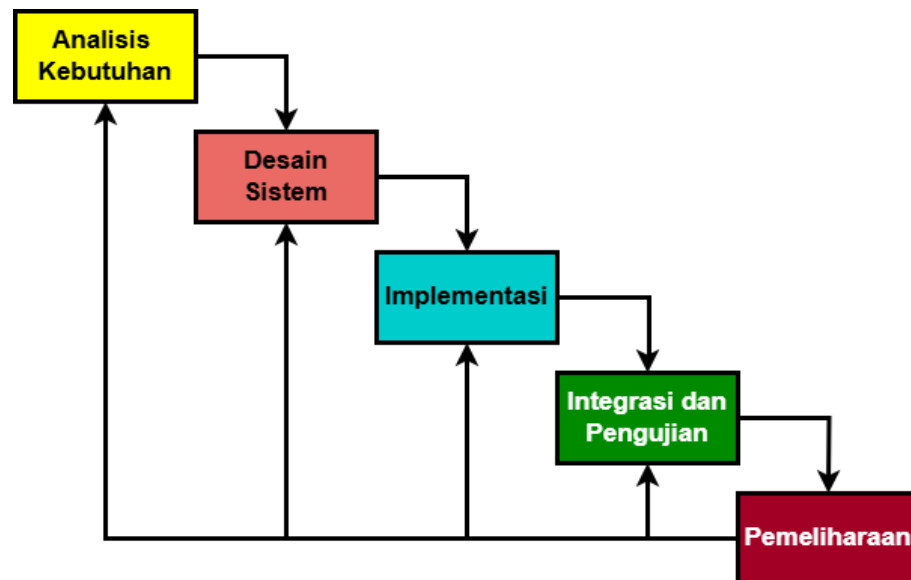 Analisis
Kebutuhan
Desain
Sistem
Implementasi
Integrasi dan
Pengujian
Pemeliharaan